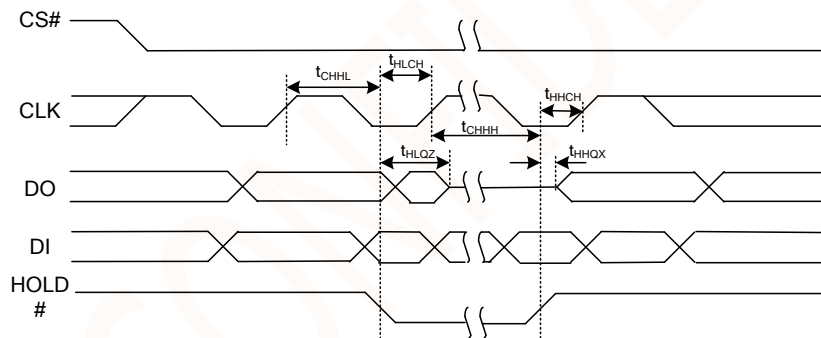 CS#
tCHHL
tHLCH
tHHCH
CLK
tCHHH
tHLQZ
tHHQX
DO
DI
HOLD
#